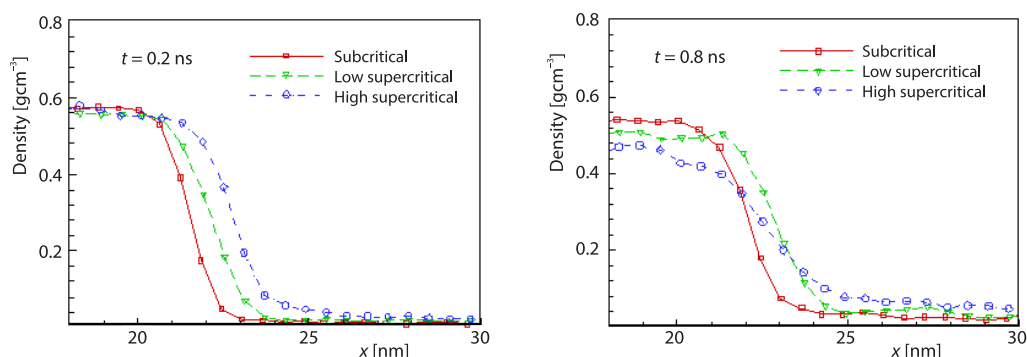 0.8
0.6
0.4
0.2
Density [gcm⁻³]
t = 0.2 ns
Subcritical
Low supercritical
High supercritical
20
25
30
x [nm]
0.8
0.6
0.4
0.2
Density [gcm⁻³]
t = 0.8 ns
Subcritical
Low supercritical
High supercritical
20
25
30
x [nm]